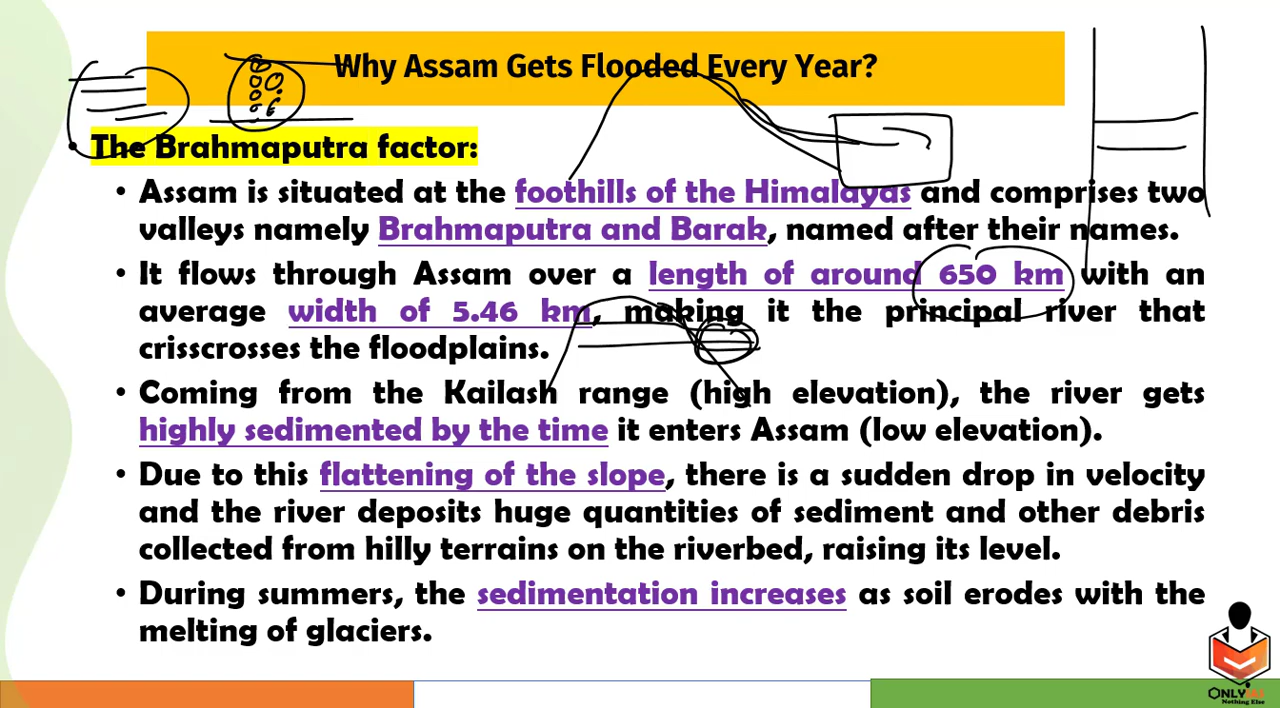 Why Assam Gets Flooded Every Year?
• The Brahmaputra factor:
• Assam is situated at the foothills of the Himalayas and comprises two
valleys namely Brahmaputra and Barak, named after their names.
• It flows through Assam over a length of around 650 km with an
average width of 5.46 km, making it the principal river that
crisscrosses the floodplains.
• Coming from the Kailash range (high elevation), the river gets
highly sedimented by the time it enters Assam (low elevation).
• Due to this flattening of the slope, there is a sudden drop in velocity
and the river deposits huge quantities of sediment and other debris
collected from hilly terrains on the riverbed, raising its level.
• During summers, the sedimentation increases as soil erodes with the
melting of glaciers.
ONLYIAS
Nothing Else